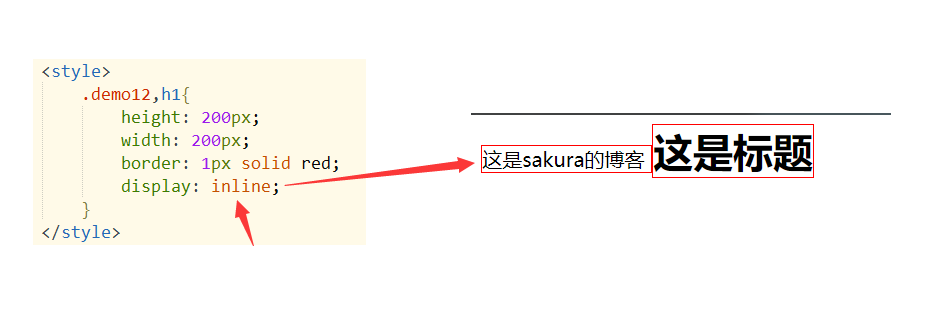 <style>
.demo12,h1{
height: 200px;
width: 200px;
border: 1px solid red;
display: inline;
}
</style>
这是sakura的博客 这是标题